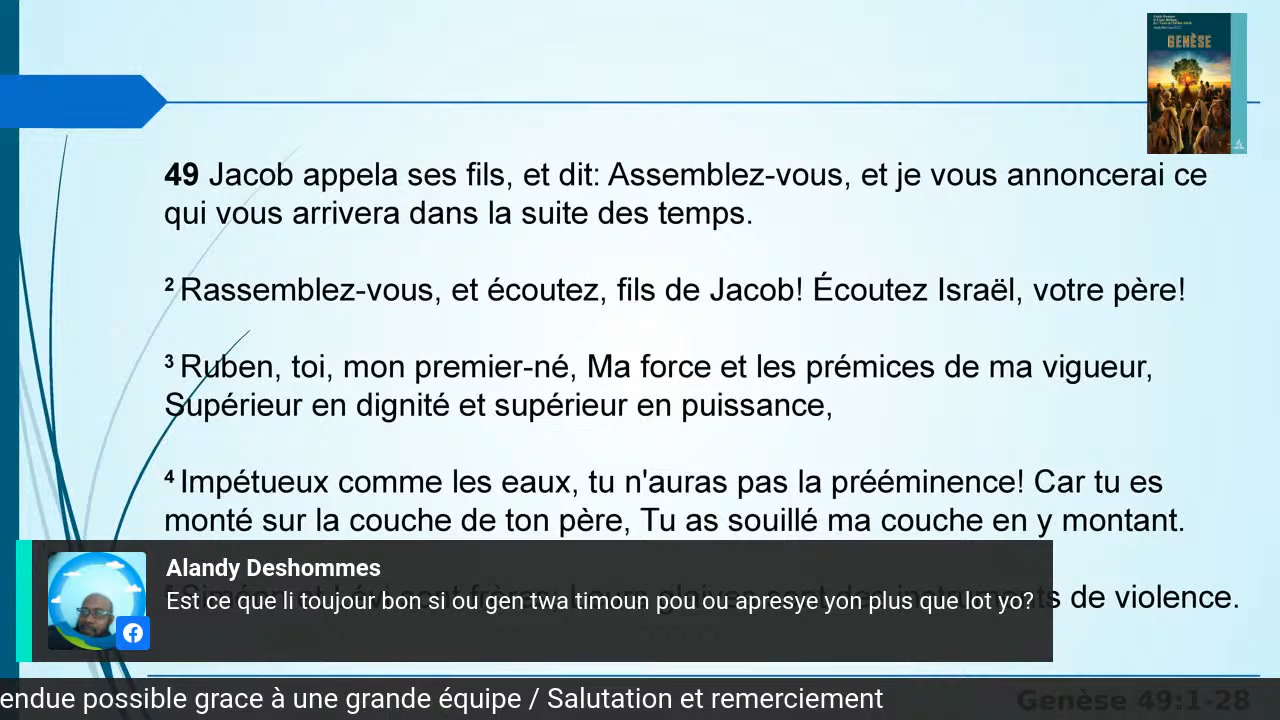 GENÈSE
49 Jacob appela ses fils, et dit: Assemblez-vous, et je vous annoncerai ce
qui vous arrivera dans la suite des temps.
2 Rassemblez-vous, et écoutez, fils de Jacob! Écoutez Israël, votre père!
3 Ruben, toi, mon premier-né, Ma force et les prémices de ma vigueur,
Supérieur en dignité et supérieur en puissance,
4 Impétueux comme les eaux, tu n'auras pas la prééminence! Car tu es
monté sur la couche de ton père, Tu as souillé ma couche en y montant.
de violence.
Alandy Deshommes
Est ce que li toujour bon si ou gen twa timoun pou ou apresye yon plus que lot yo?
endue possible grace à une grande équipe / Salutation et remerciement
Genèse 49:1-28